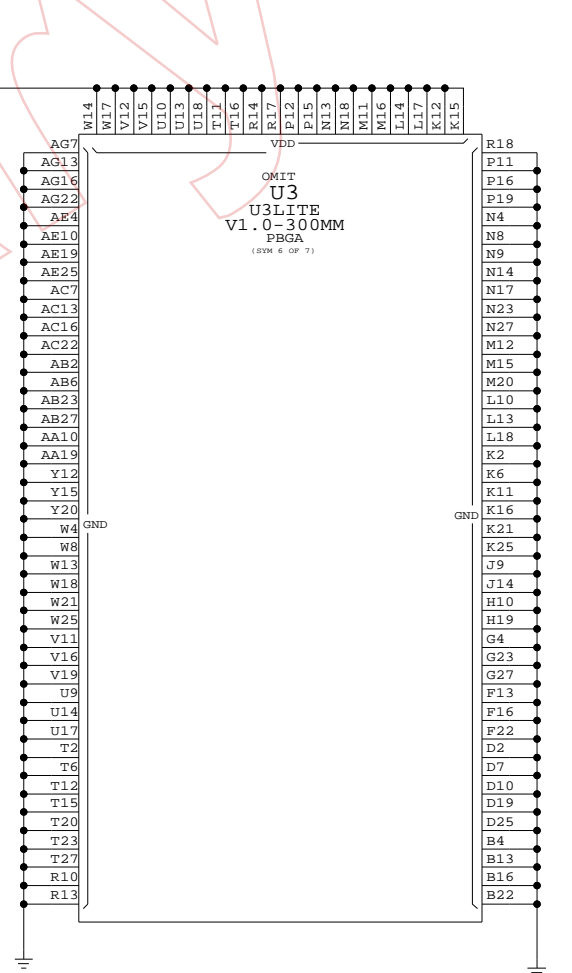 W14 W17 V12 V15 U10 U13 U18 T11 T16 R14 R17 P12 P15 N13 N18 M11 M16 L14 L17 K12 K15
VDD
AG7 R18
AG13 P11
AG16 P16
AG22 P19
AE4 N4
AE10 N8
AE19 N9
AE25 N14
AC7 N17
AC13 N23
AC16 N27
AC22 M12
AB2 M15
AB6 M20
AB23 L10
AB27 L13
AA10 L18
AA19 K2
Y12 K6
Y15 K11
Y20 K16
W4 K21
W8 K25
W13 J9
W18 J14
W21 H10
W25 H19
V11 G4
V16 G23
V19 G27
U9 F13
U14 F16
U17 F22
T2 D2
T6 D7
T12 D10
T15 D19
T20 D25
T23 B4
T27 B13
R10 B16
R13 B22
OMIT
U3
U3LITE
V1.0-300MM
PBGA
(SYM 6 OF 7)
GND GND